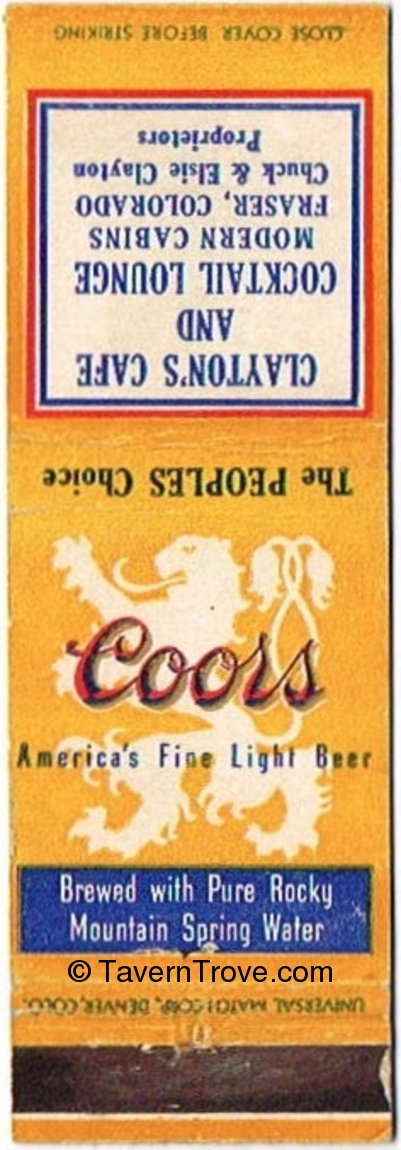 CLOSE COVER BEFORE STRIKING
CLAYTON'S CAFE
AND
COCKTAIL LOUNGE
MODERN CABINS
FRASER, COLORADO
Chuck & Elsie Clayton
Proprietors
The PEOPLES Choice
Coors
America's Fine Light Beer
Brewed with Pure Rocky
Mountain Spring Water
© TavernTrove.com
UNIVERSAL MATCH CORP., DENVER, COLO.